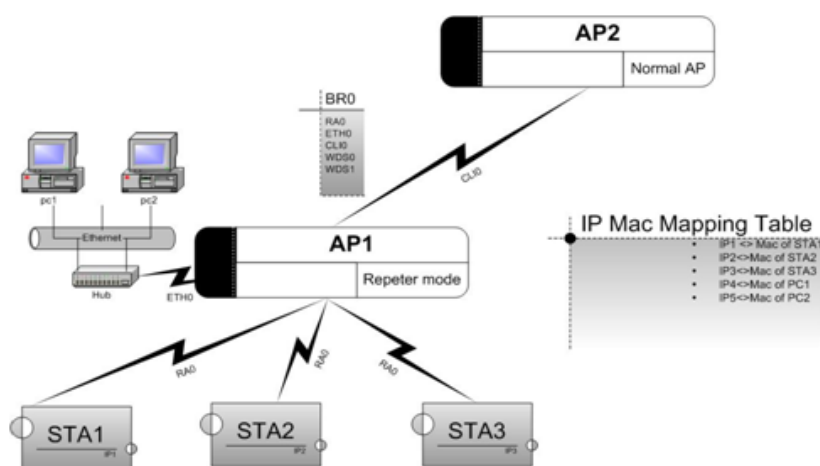 AP2
Normal AP
BR0
RA0
ETH0
CLI0
WDS0
WDS1
CLI0
pc1
pc2
Ethernet
Hub
ETH0
AP1
Repeter mode
IP Mac Mapping Table
• IP1 <> Mac of STA1
• IP2<>Mac of STA2
• IP3<>Mac of STA3
• IP4<>Mac of PC1
• IP5<>Mac of PC2
RA0
RA0
RA0
STA1
IP1
STA2
IP2
STA3
IP3